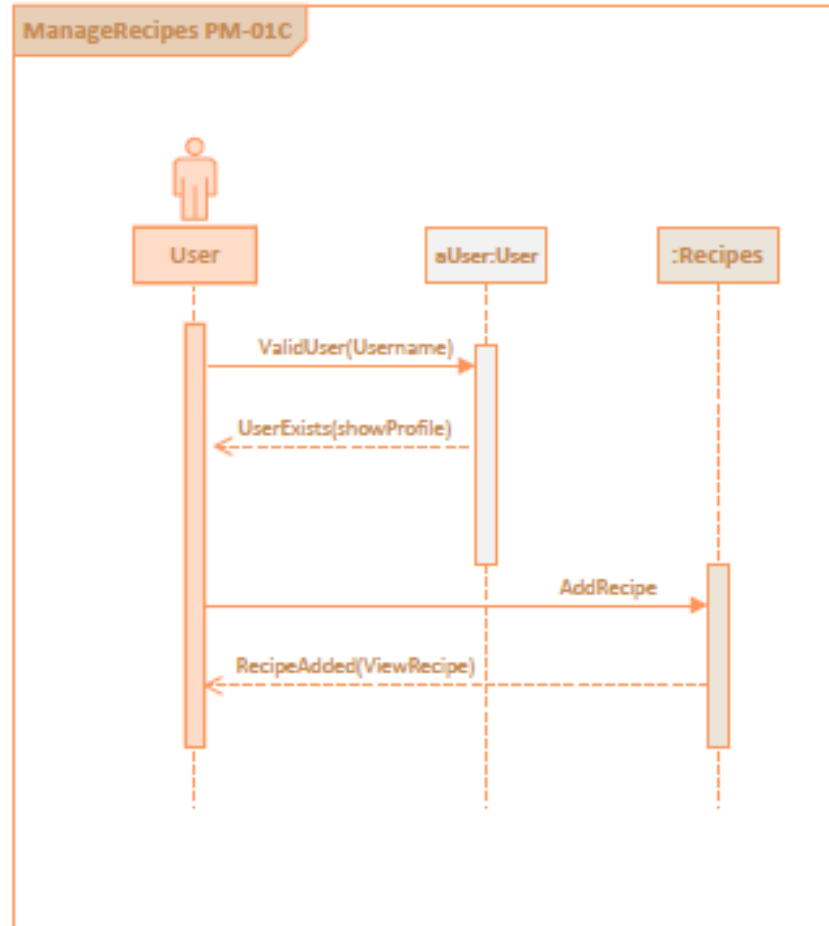 ManageRecipes PM-01C
User
aUser:User
:Recipes
ValidUser(Username)
UserExists(showProfile)
AddRecipe
RecipeAdded(ViewRecipe)